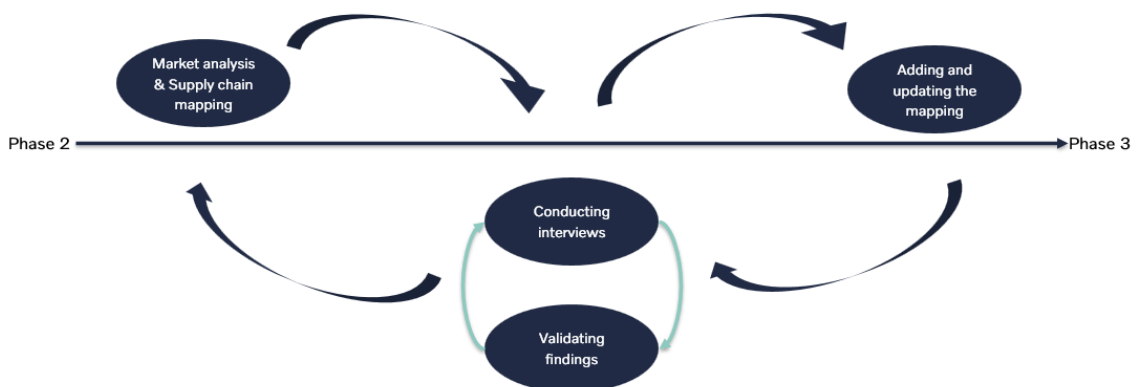 Market analysis
& Supply chain
mapping
Adding and
updating the
mapping
Phase 2
Phase 3
Conducting
interviews
Validating
findings